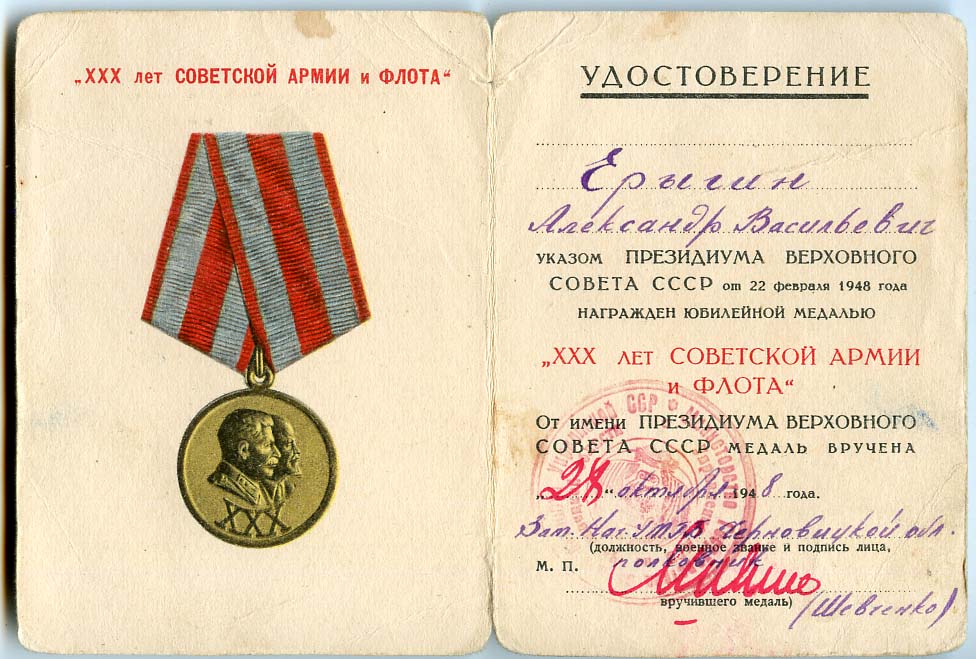 „XXX лет СОВЕТСКОЙ АРМИИ и ФЛОТА“
XXX
УДОСТОВЕРЕНИЕ
Ерыгин
Александр Васильевич
указом ПРЕЗИДИУМА ВЕРХОВНОГО
СОВЕТА СССР от 22 февраля 1948 года
НАГРАЖДЕН ЮБИЛЕЙНОЙ МЕДАЛЬЮ
„XXX лет СОВЕТСКОЙ АРМИИ
и ФЛОТА“
От имени ПРЕЗИДИУМА ВЕРХОВНОГО
СОВЕТА СССР МЕДАЛЬ ВРУЧЕНА
„28“ октября 1948 года.
Зам. Нач УМГБ Черновицкой обл.
(должность, военное звание и подпись лица,
М. П. полковник
вручившего медаль) (Шевченко)